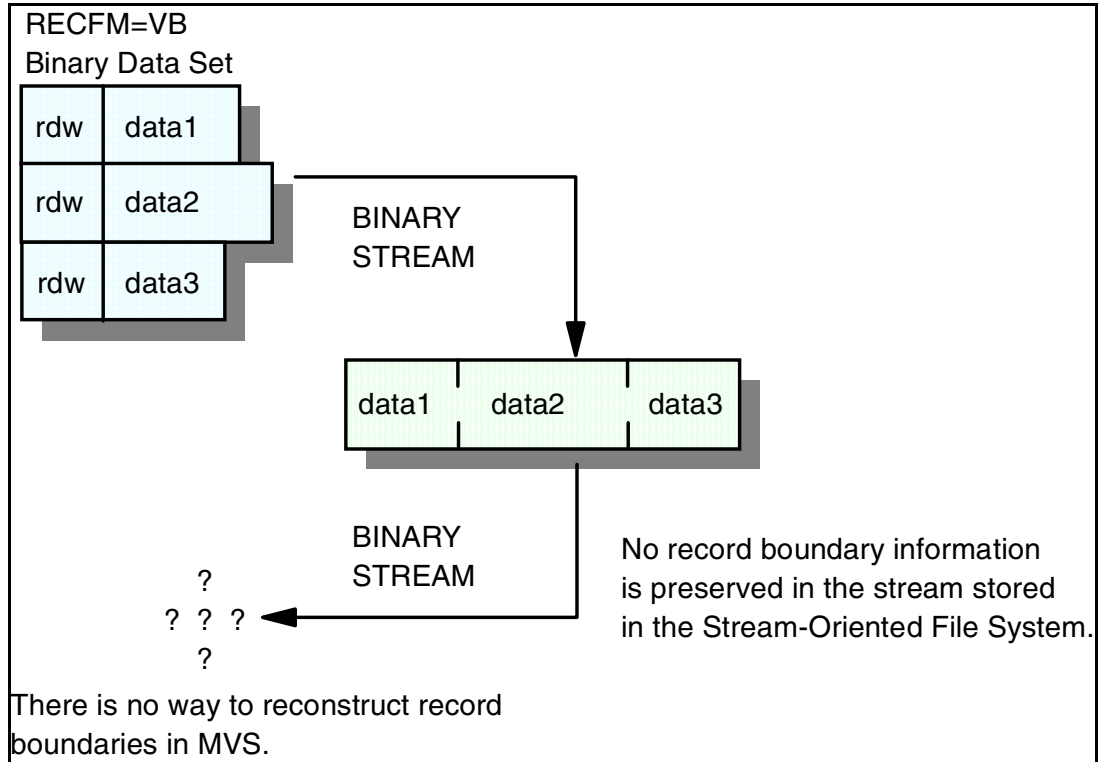 RECFM=VB
Binary Data Set
rdw data1
rdw data2
rdw data3
BINARY
STREAM
data1 data2 data3
BINARY
STREAM
No record boundary information
is preserved in the stream stored
in the Stream-Oriented File System.
?
? ? ?
?
There is no way to reconstruct record
boundaries in MVS.